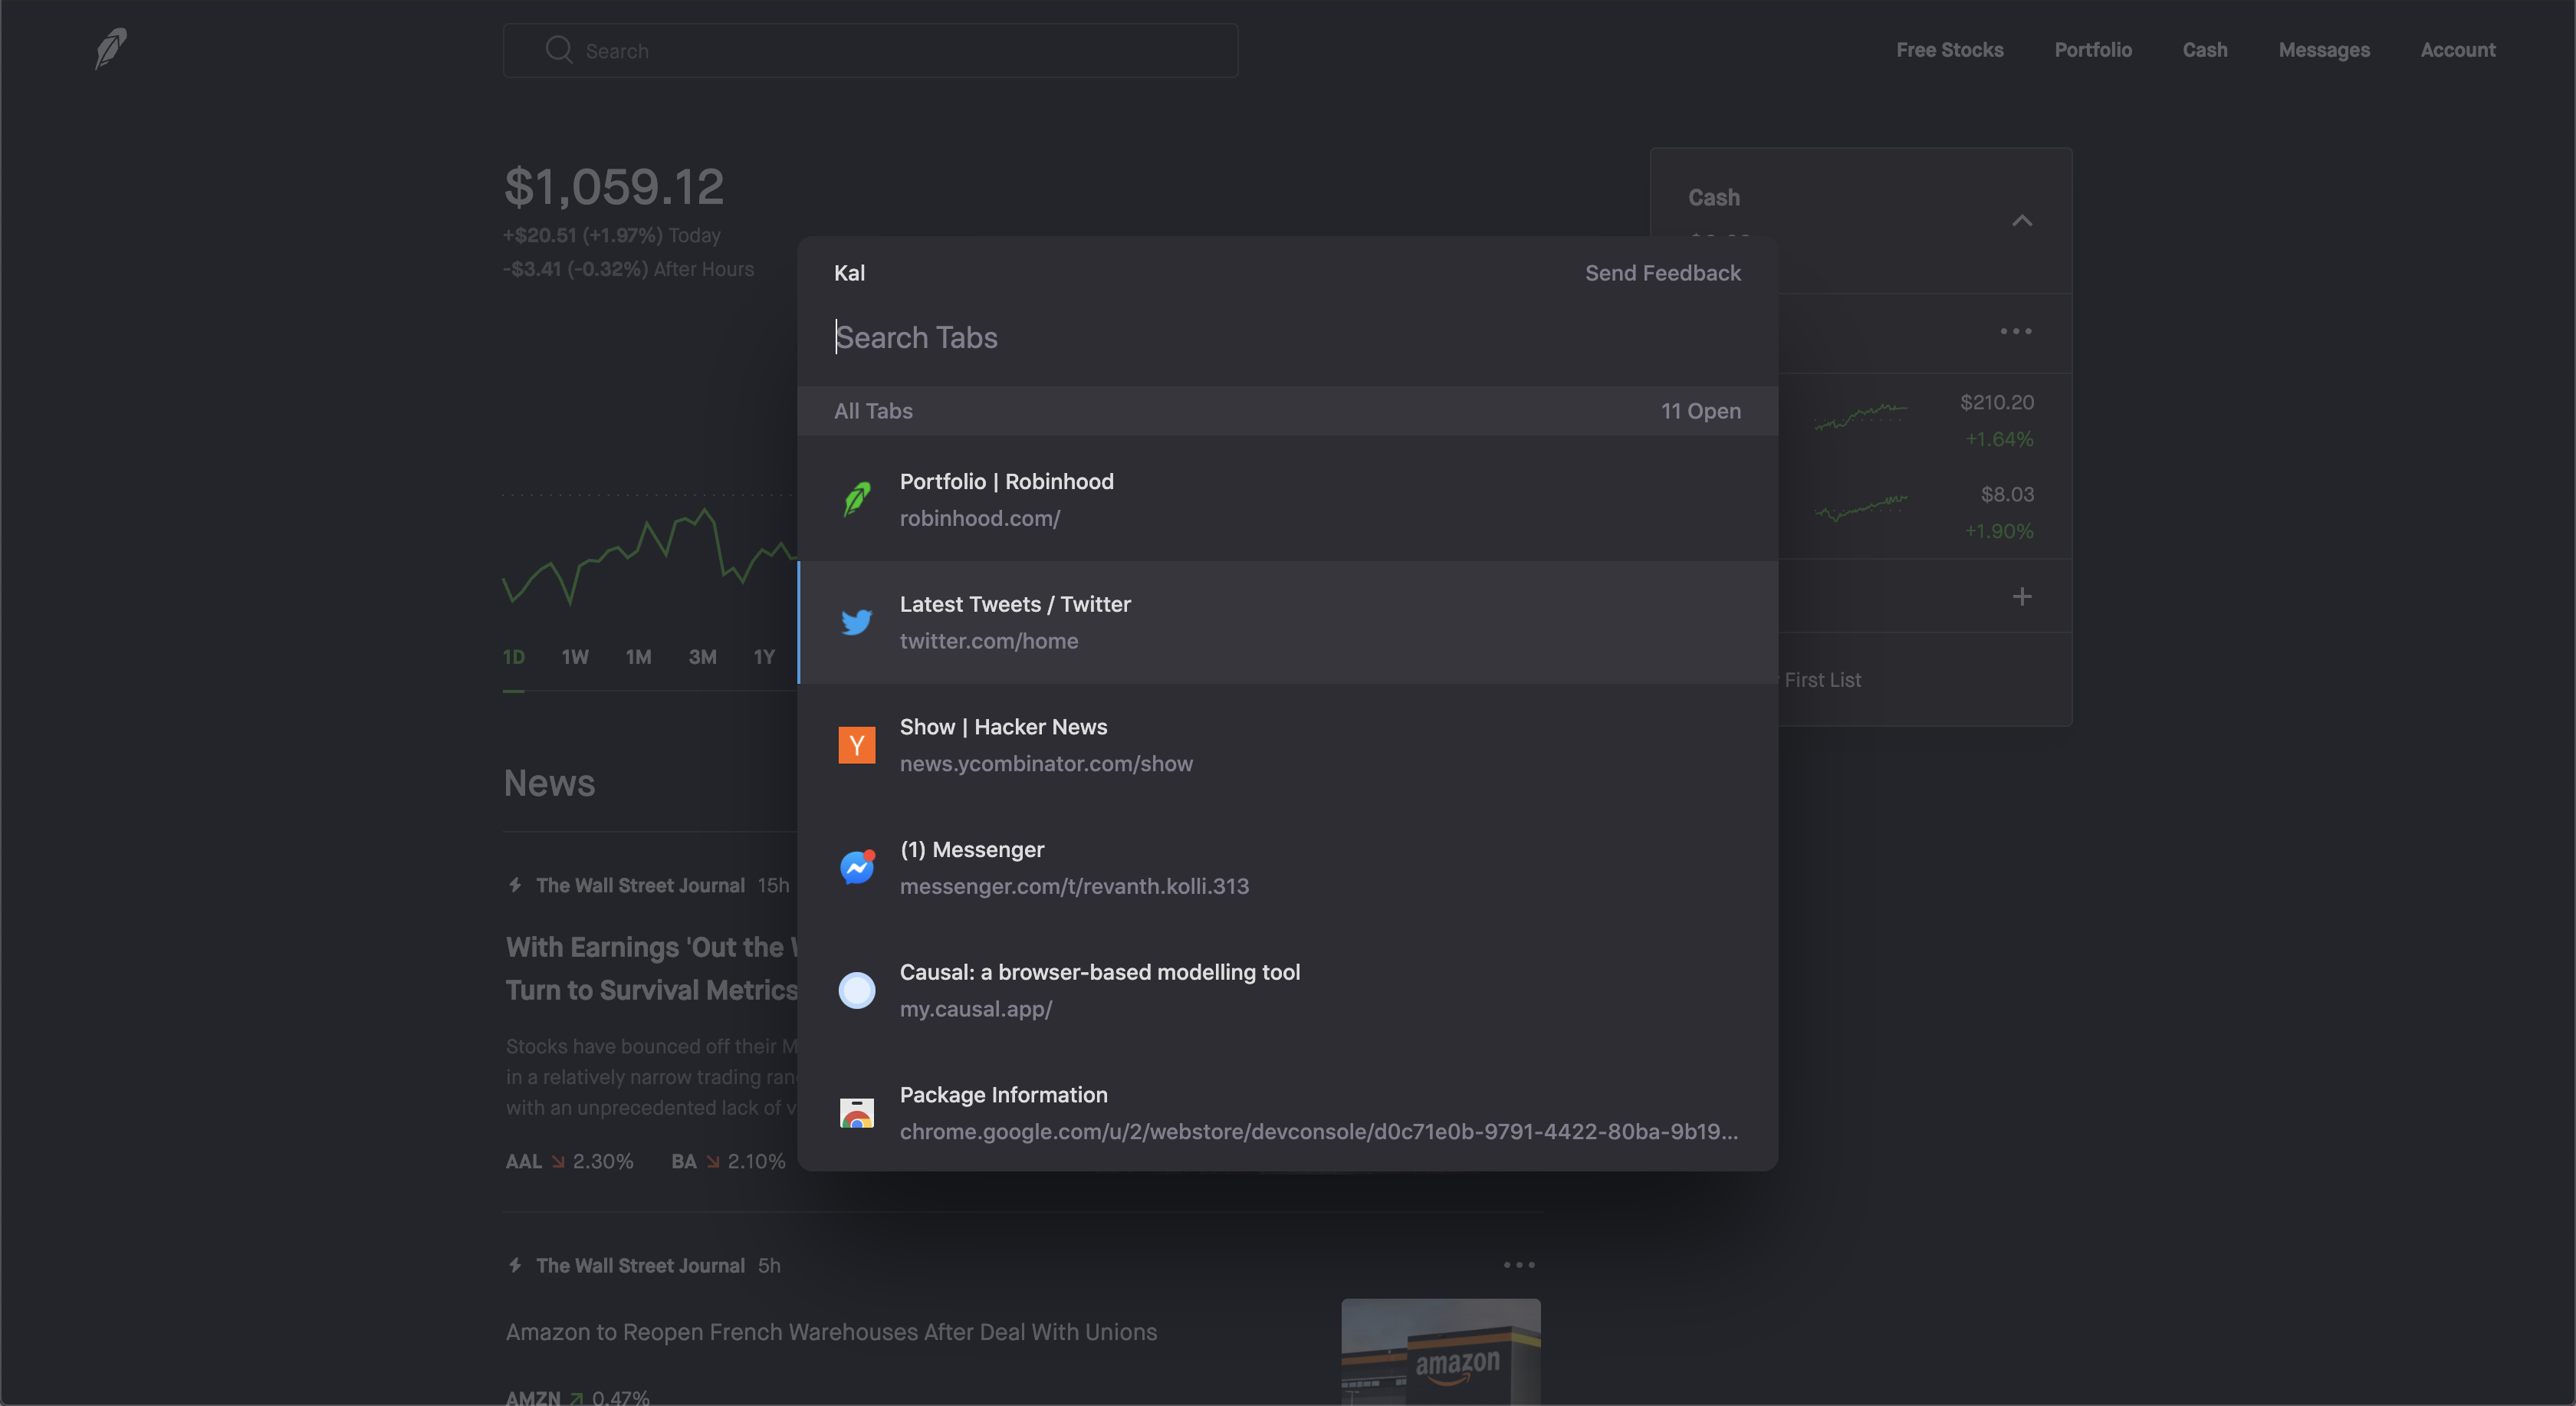 Search
Free Stocks
Portfolio
Cash
Messages
Account
$1,059.12
+$20.51 (+1.97%) Today
-$3.41 (-0.32%) After Hours
1D
1W
1M
3M
1Y
News
The Wall Street Journal 15h
With Earnings 'Out the
Turn to Survival Metrics
Stocks have bounced off their
in a relatively narrow trading
with an unprecedented lack of
AAL 2.30%
BA 2.10%
The Wall Street Journal 5h
Amazon to Reopen French Warehouses After Deal With Unions
amazon
AMZN 0.47%
Kal
Send Feedback
Search Tabs
All Tabs
11 Open
Portfolio | Robinhood
robinhood.com/
Latest Tweets / Twitter
twitter.com/home
Y
Show | Hacker News
news.ycombinator.com/show
(1) Messenger
messenger.com/t/revanth.kolli.313
Causal: a browser-based modelling tool
my.causal.app/
Package Information
chrome.google.com/u/2/webstore/devconsole/d0c71e0b-9791-4422-80ba-9b19...
Cash
$210.20
+1.64%
$8.03
+1.90%
First List